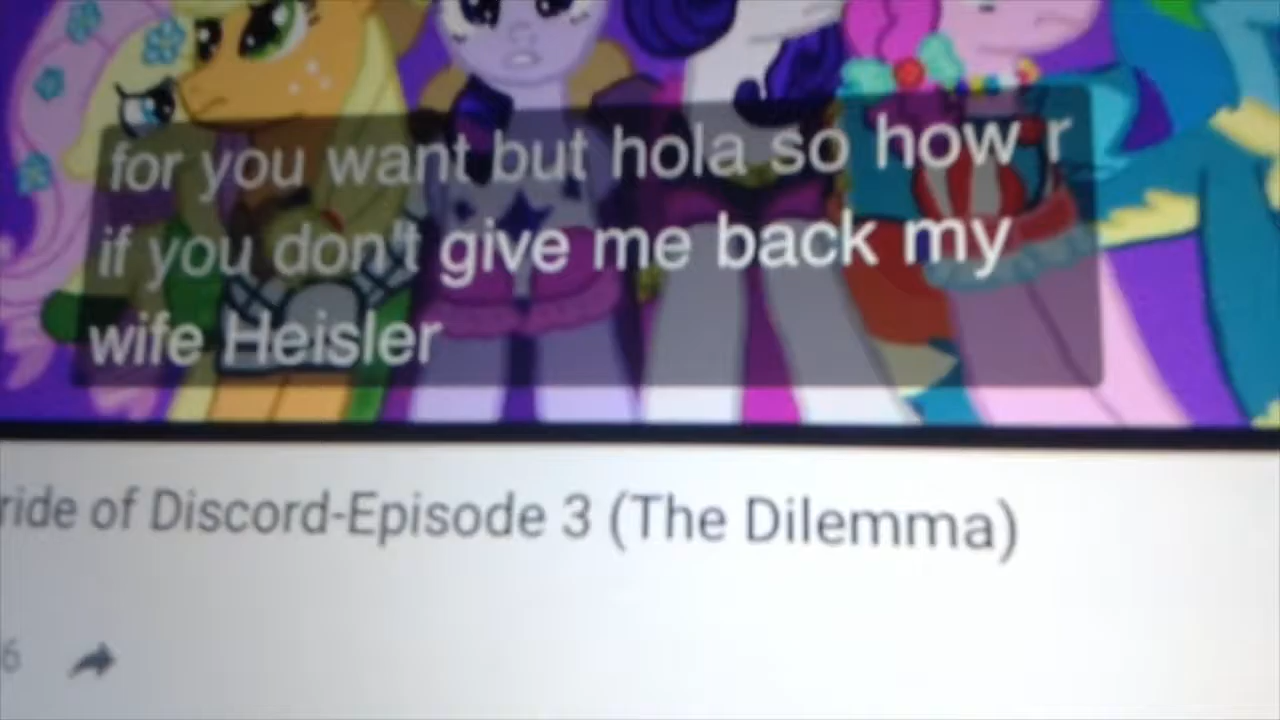 for you want but hola so how r
if you don't give me back my
wife Heisler
ride of Discord-Episode 3 (The Dilemma)
6